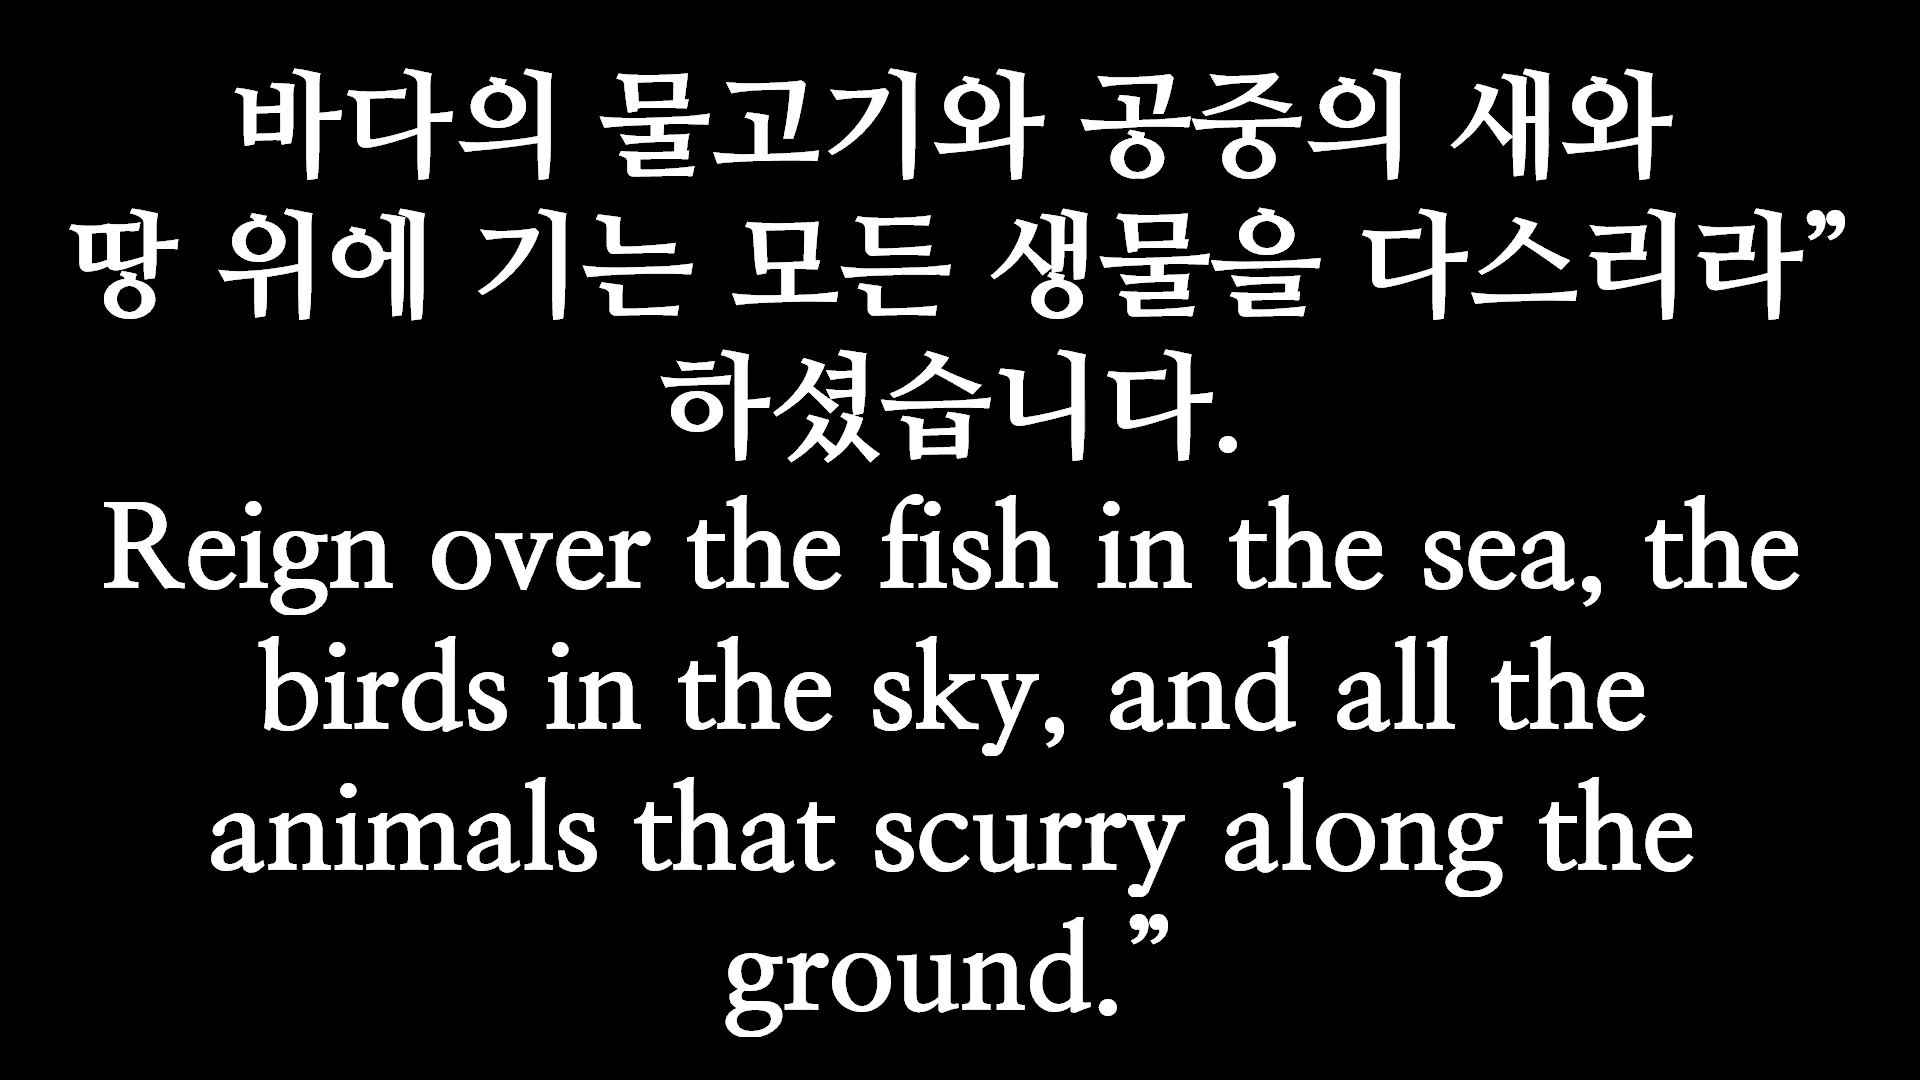 바다의 물고기와 공중의 새와
땅 위에 기는 모든 생물을 다스리라”
하셨습니다.
Reign over the fish in the sea, the
birds in the sky, and all the
animals that scurry along the
ground.”